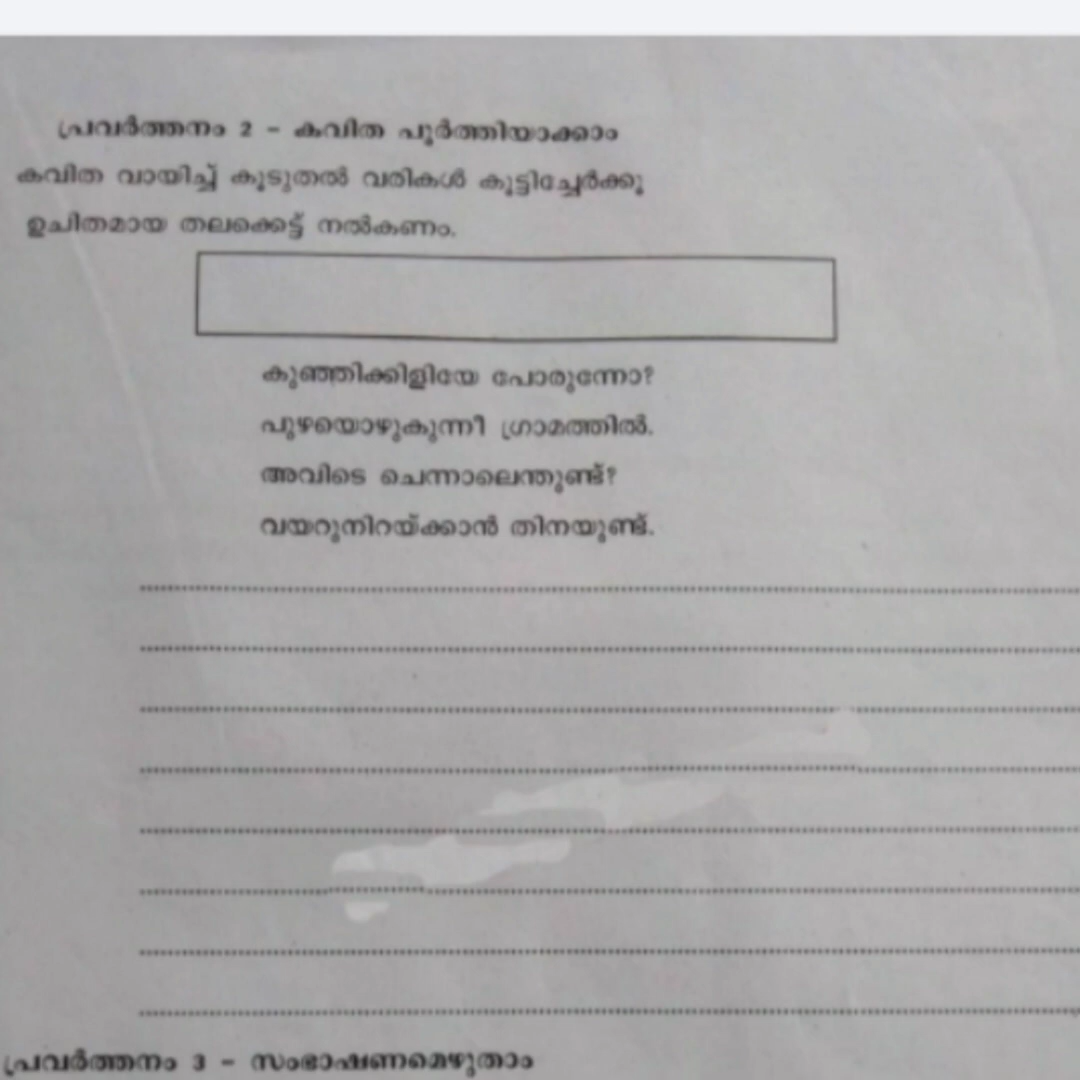 പ്രവർത്തനം 2 - കവിത പൂർത്തിയാക്കാം
കവിത വായിച്ച് കൂടുതൽ വരികൾ കൂട്ടിച്ചേർക്കൂ
ഉചിതമായ തലക്കെട്ട് നൽകണം.
കുഞ്ഞിക്കിളിയേ പോരുന്നോ?
പുഴയൊഴുകുന്നീ ഗ്രാമത്തിൽ.
അവിടെ ചെന്നാലെന്തുണ്ട്?
വയറുനിറയ്ക്കാൻ തിനയുണ്ട്.
പ്രവർത്തനം 3 - സംഭാഷണമെഴുതാം